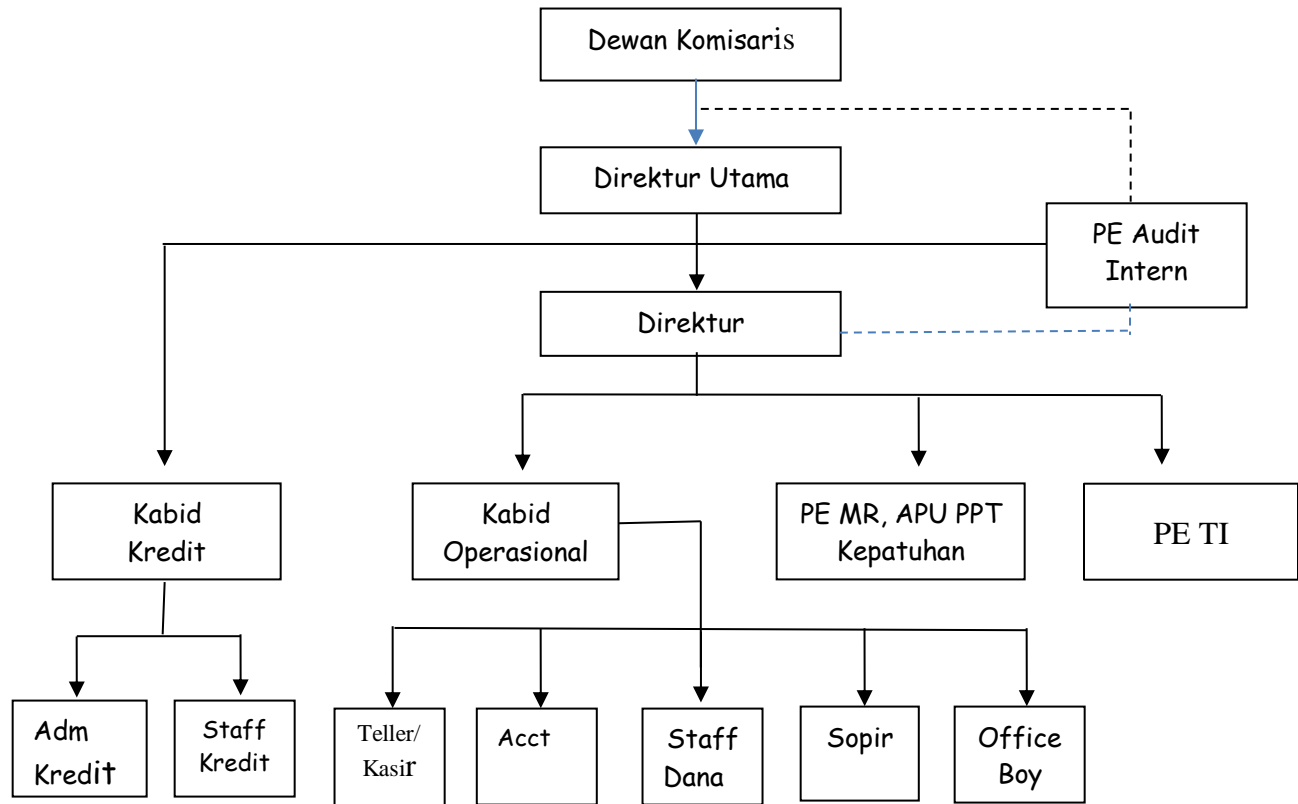 Dewan Komisaris
Direktur Utama
PE Audit
Intern
Direktur
Kabid
Kredit
Kabid
Operasional
PE MR, APU PPT
Kepatuhan
PE TI
Adm
Kredit
Staff
Kredit
Teller/
Kasir
Acct
Staff
Dana
Sopir
Office
Boy